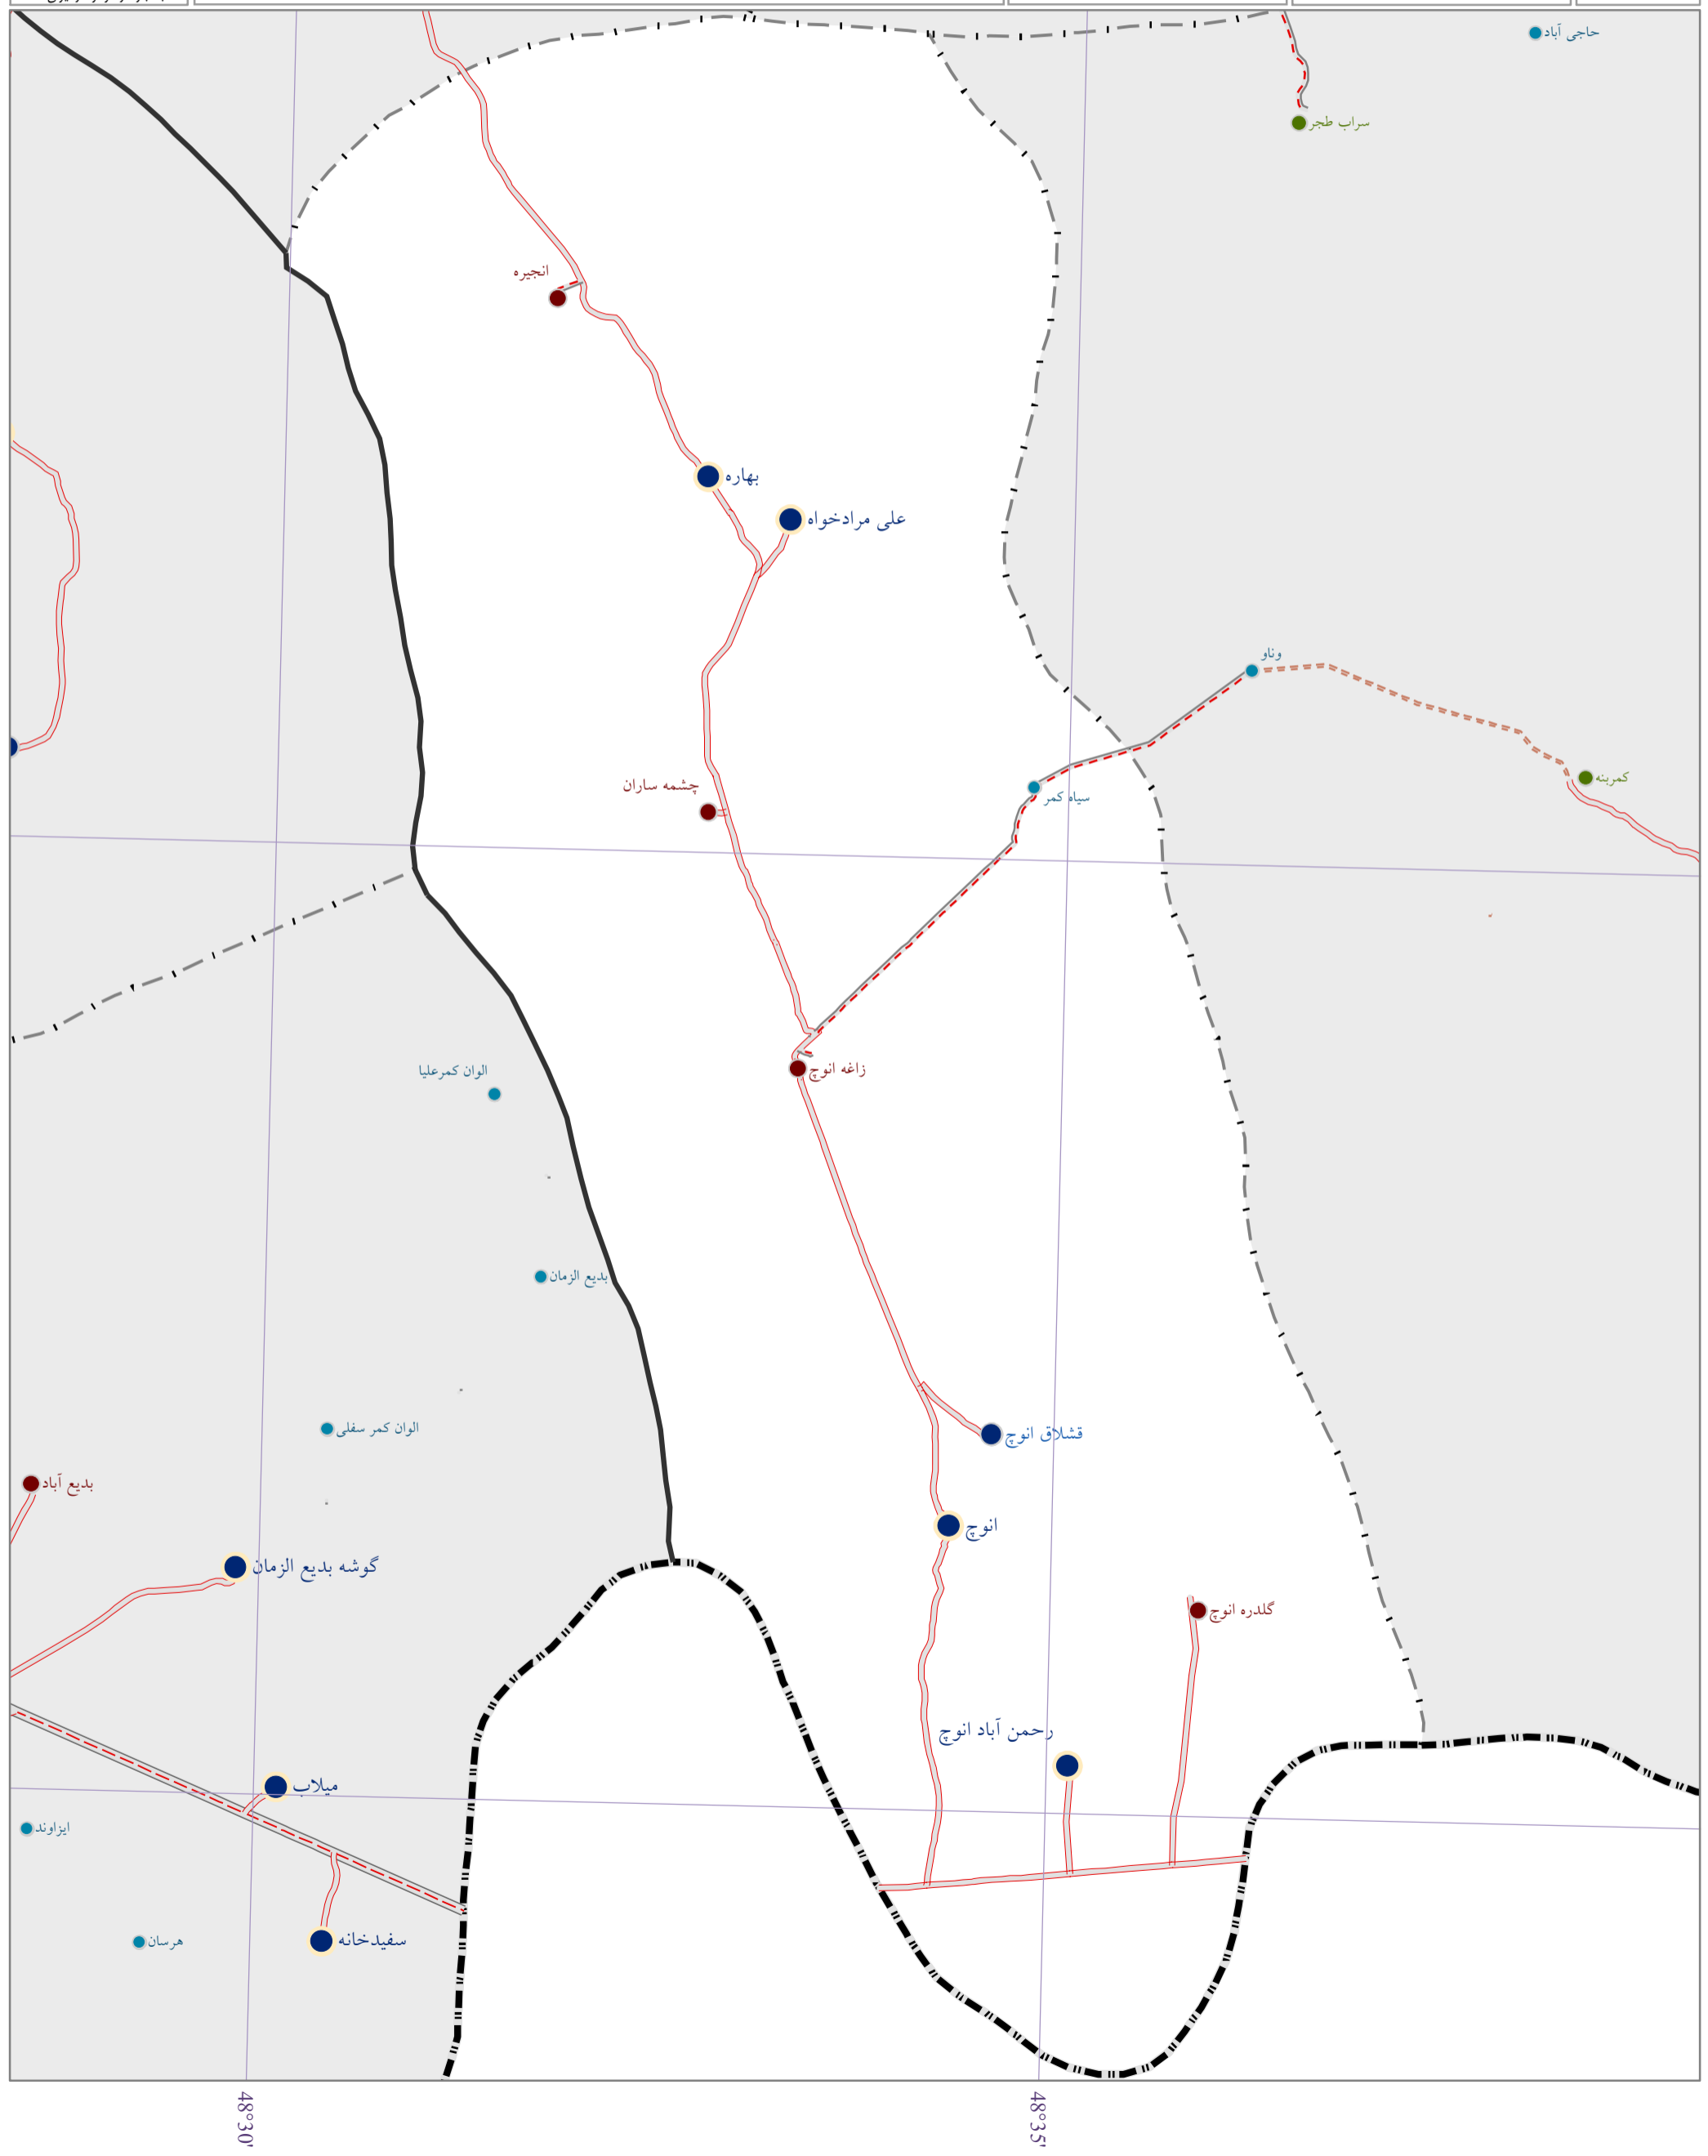 حاجی آباد
سراب طجر
انجیره
بهاره
علی مرادخواه
وناو
کمربنه
چشمه ساران
سیاه کمر
زاغه انوچ
الوان کمرعلیا
بدیع الزمان
الوان کمر سفلی
قشلاق انوچ
بدیع آباد
انوچ
گوشه بدیع الزمان
گلدره انوچ
رحمن آباد انوچ
میلاب
ایزاوند
سفیدخانه
هرسان
48°30'
48°35'